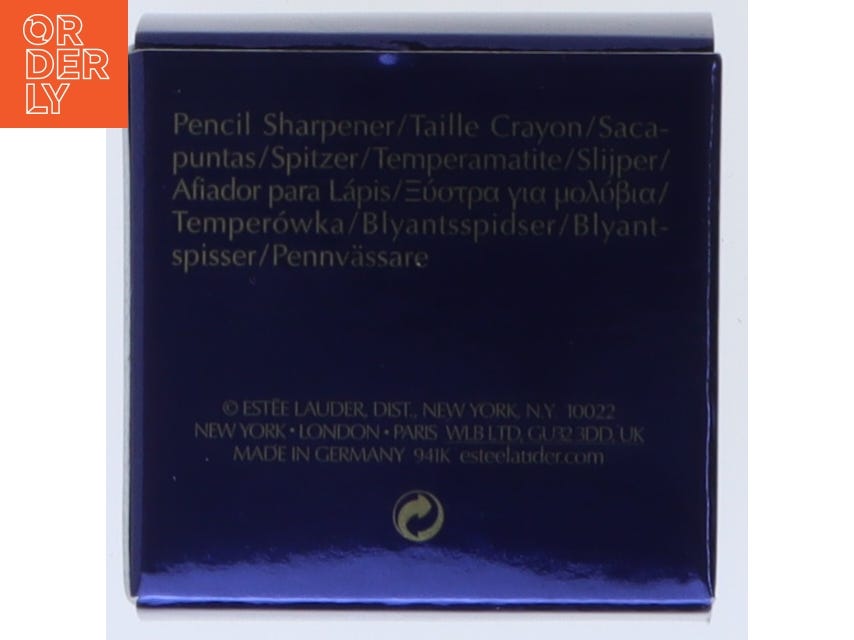 OR
DER
LY
Pencil Sharpener/Taille Crayon/Saca-
puntas/Spitzer/Temperamatite/Slijper/
Afiador para Lápis/Ξύστρα για μολύβια/
Temperówka/Blyantsspidser/Blyant-
spisser/Pennvässare
© ESTĒE LAUDER, DIST., NEW YORK, N.Y. 10022
NEW YORK • LONDON • PARIS WLB LTD, GU32 3DD, UK
MADE IN GERMANY 941K esteelauder.com